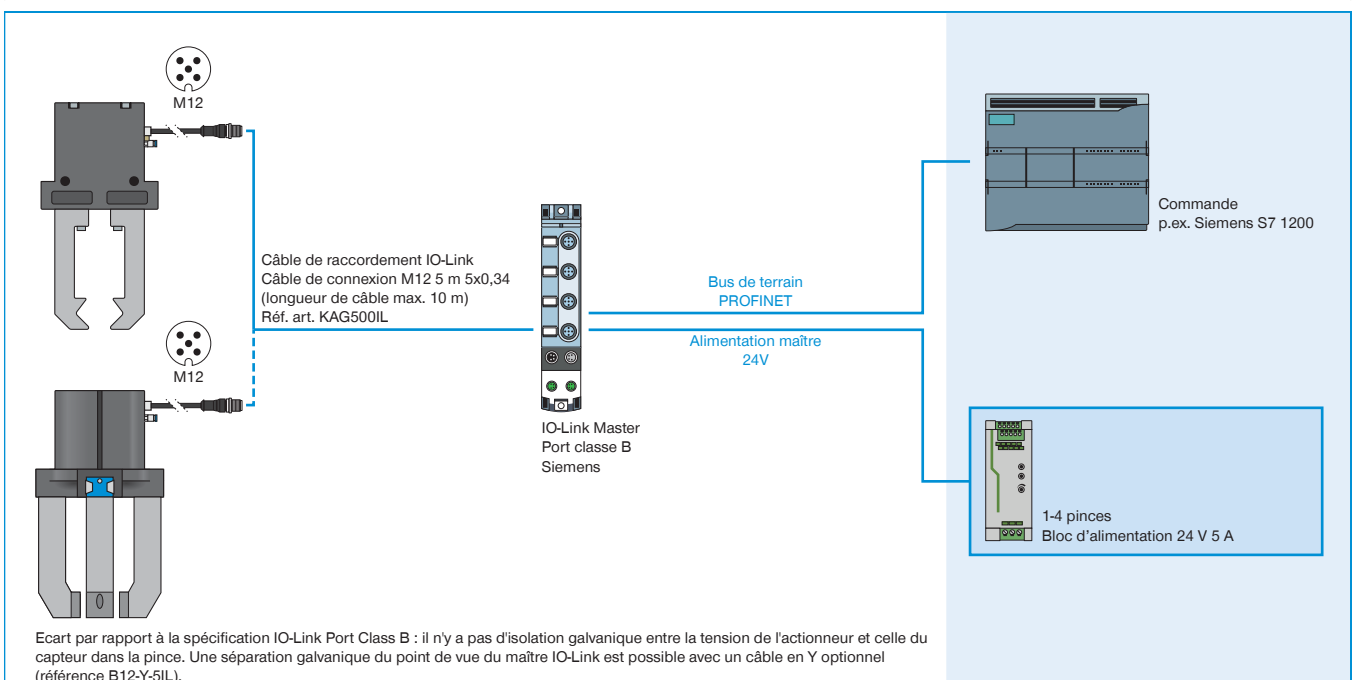 M12
Câble de raccordement IO-Link
Câble de connexion M12 5 m 5x0,34
(longueur de câble max. 10 m)
Réf. art. KAG500IL
M12
IO-Link Master
Port classe B
Siemens
Bus de terrain
PROFINET
Alimentation maître
24V
Commande
p.ex. Siemens S7 1200
1-4 pinces
Bloc d’alimentation 24 V 5 A
Ecart par rapport à la spécification IO-Link Port Class B : il n'y a pas d'isolation galvanique entre la tension de l'actionneur et celle du
capteur dans la pince. Une séparation galvanique du point de vue du maître IO-Link est possible avec un câble en Y optionnel
(référence B12-Y-5IL).